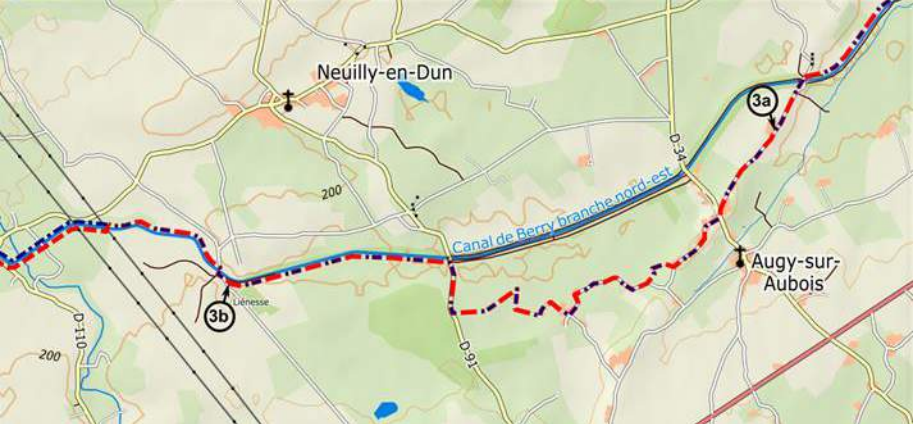 Neuilly-en-Dun
3a
D 34
200
Canal de Berry branche nord-est
Augy-sur-
Aubois
Liénesse
3b
D 110
D 91
200